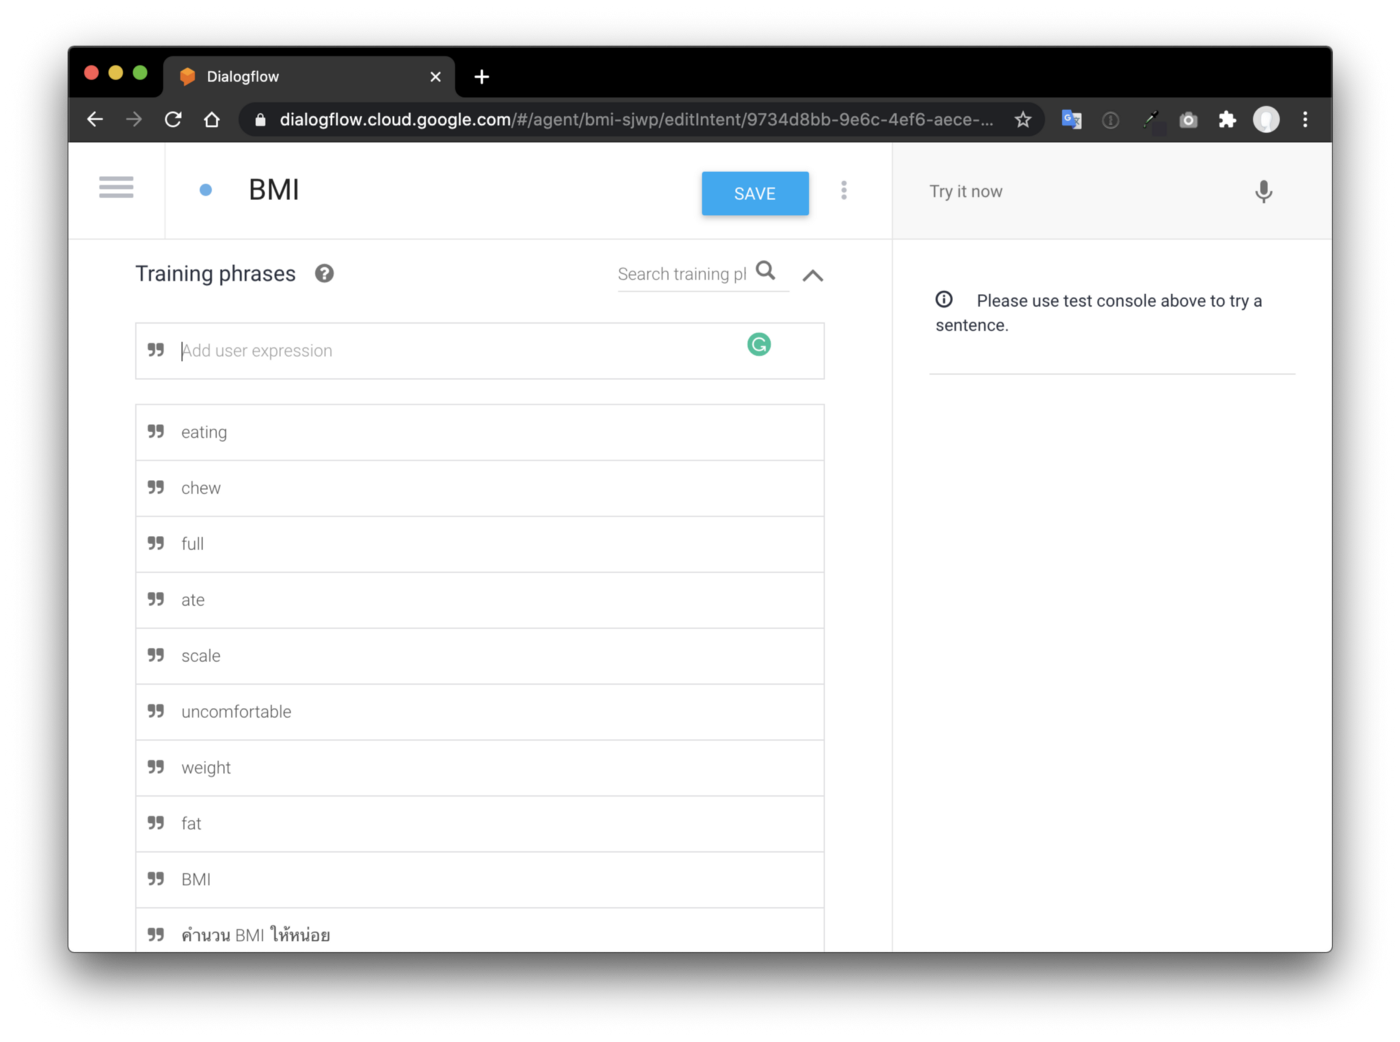 Dialogflow
dialogflow.cloud.google.com/#/agent/bmi-sjwp/editIntent/9734d8bb-9e6c-4ef6-aece-...
BMI
SAVE
Try it now
Training phrases
Search training pl
Please use test console above to try a
sentence.
Add user expression
eating
chew
full
ate
scale
uncomfortable
weight
fat
BMI
คำนวน BMI ให้หน่อย